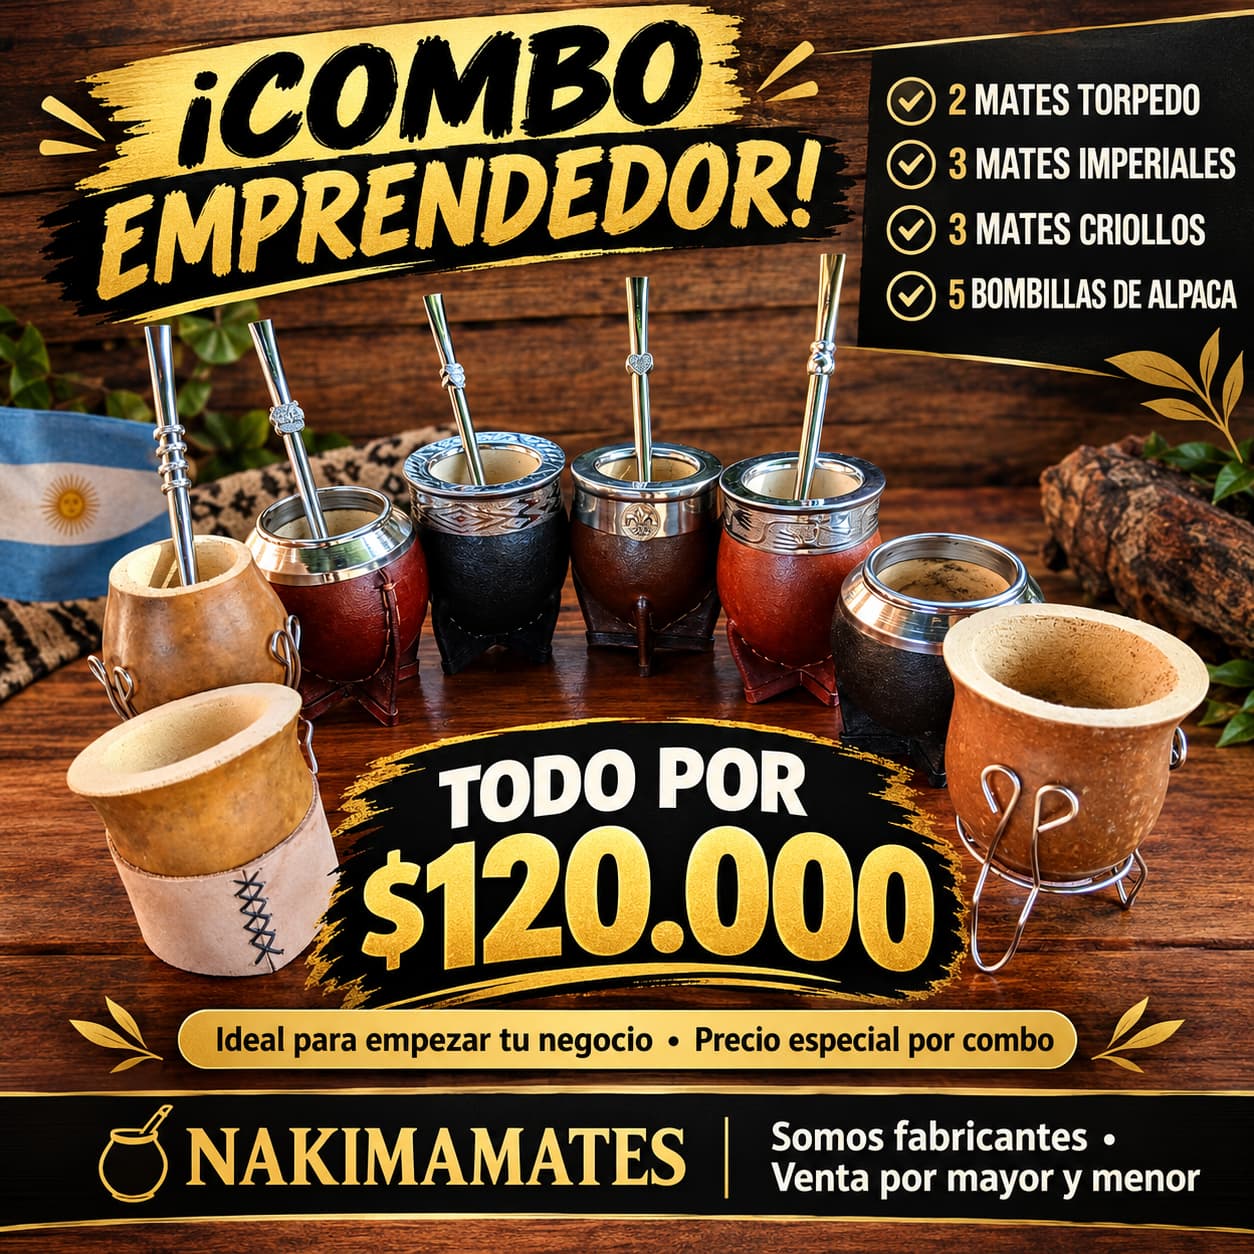 ¡COMBO
EMPRENDEDOR!
2 MATES TORPEDO
3 MATES IMPERIALES
3 MATES CRIOLLOS
5 BOMBILLAS DE ALPACA
TODO POR
$120.000
Ideal para empezar tu negocio • Precio especial por combo
NAKIMAMATES
Somos fabricantes •
Venta por mayor y menor